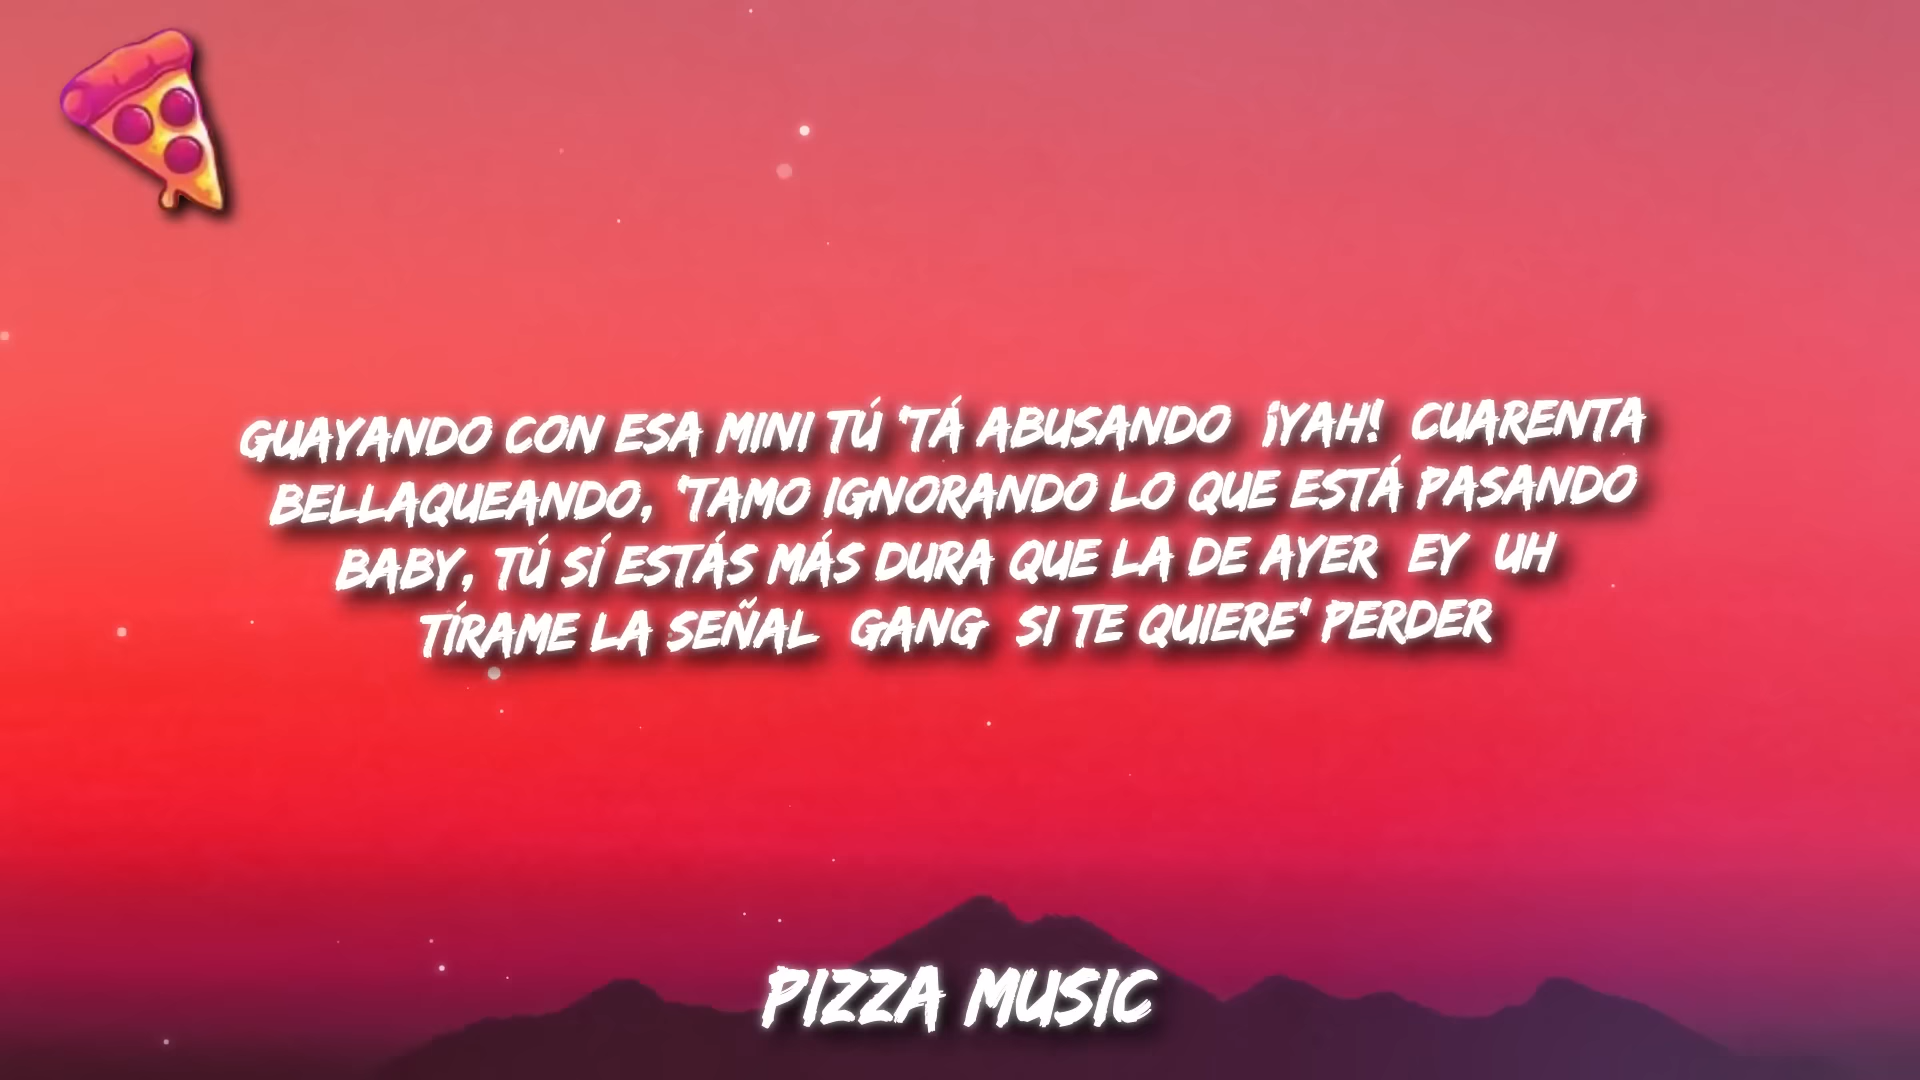 GUAYANDO CON ESA MINI TÚ 'TÁ ABUSANDO ¡YAH! CUARENTA
BELLAQUEANDO, 'TAMO IGNORANDO LO QUE ESTÁ PASANDO
BABY, TÚ SÍ ESTÁS MÁS DURA QUE LA DE AYER EY UH
TÍRAME LA SEÑAL GANG SI TE QUIERE' PERDER
PIZZA MUSIC